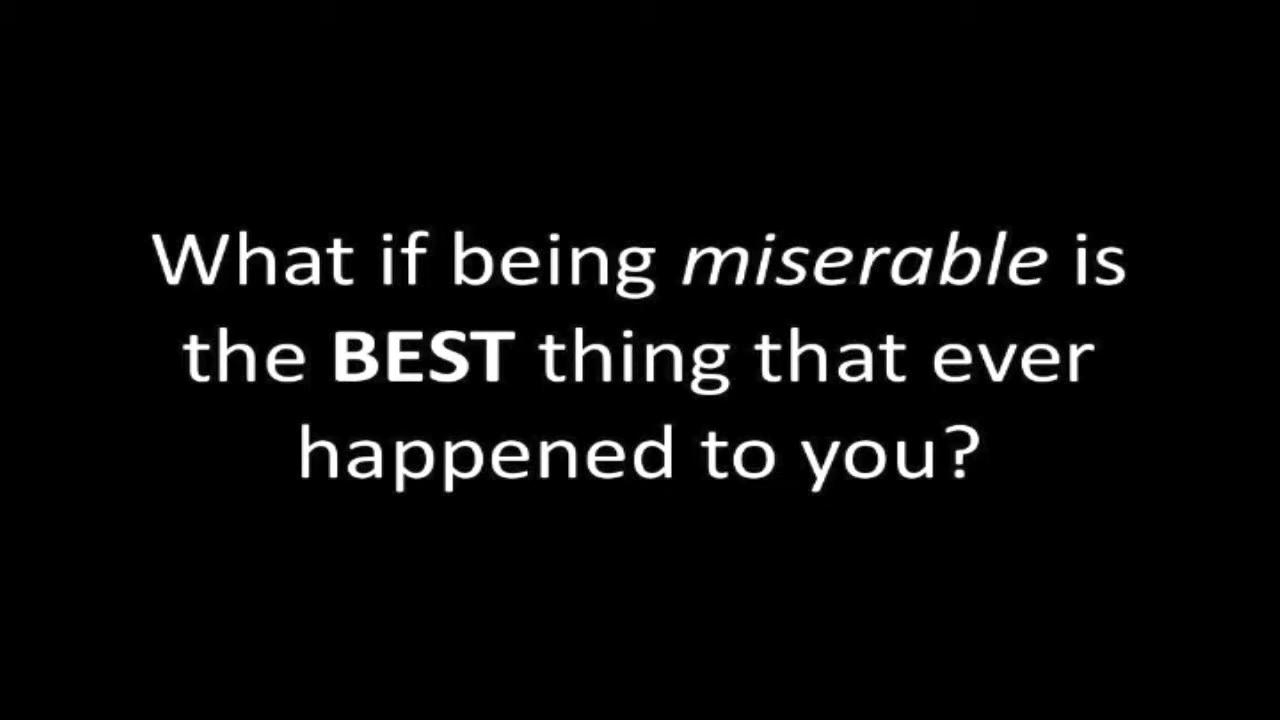 What if being miserable is
the BEST thing that ever
happened to you?